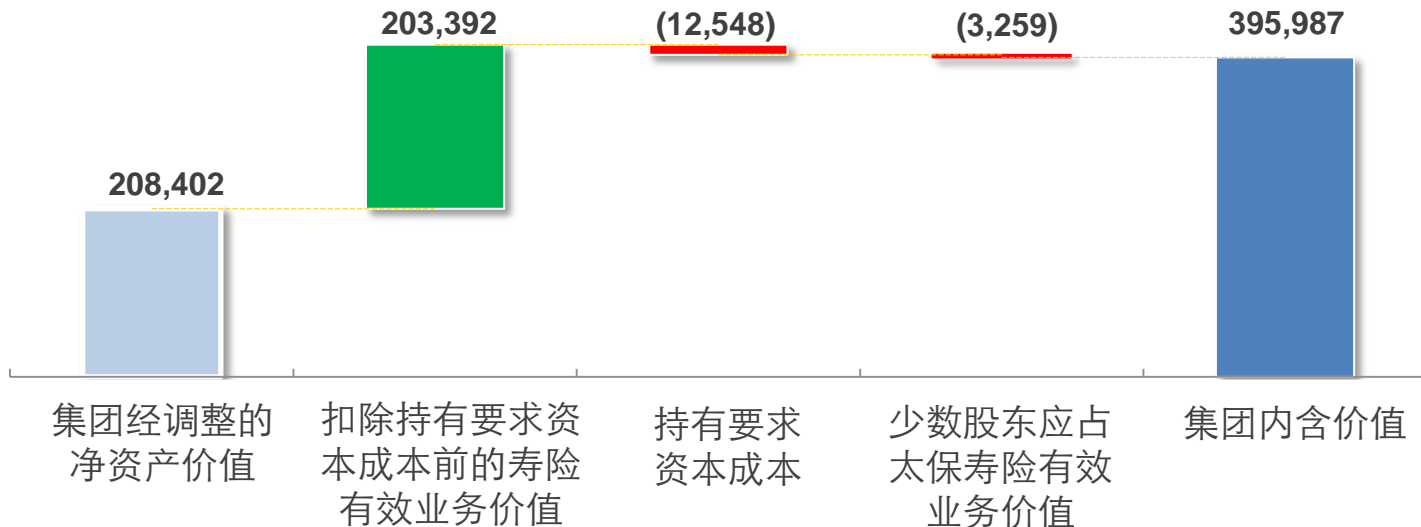 203,392
(12,548)
(3,259)
395,987
208,402
集团经调整的
净资产价值
扣除持有要求资
本成本前的寿险
有效业务价值
持有要求
资本成本
少数股东应占
太保寿险有效
业务价值
集团内含价值